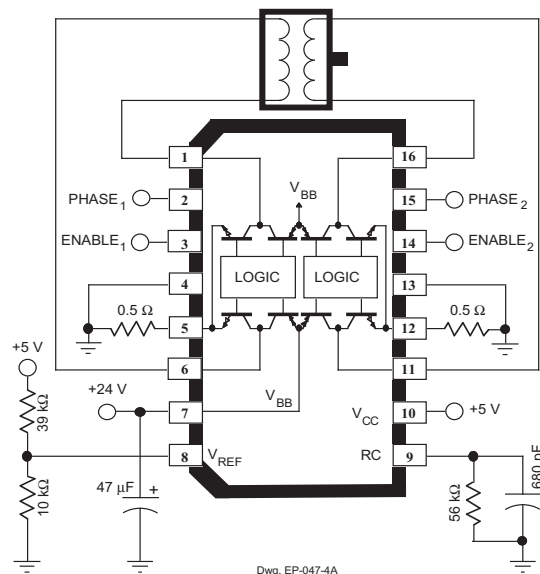 1
16
PHASE1
2
VBB
15
PHASE2
ENABLE1
3
14
ENABLE2
LOGIC
LOGIC
4
13
0.5 Ω
5
12
0.5 Ω
+5 V
6
11
39 kΩ
+24 V
7
VBB
VCC
10
+5 V
8
VREF
RC
9
10 kΩ
47 µF
+
56 kΩ
680 pF
Dwg. EP-047-4A